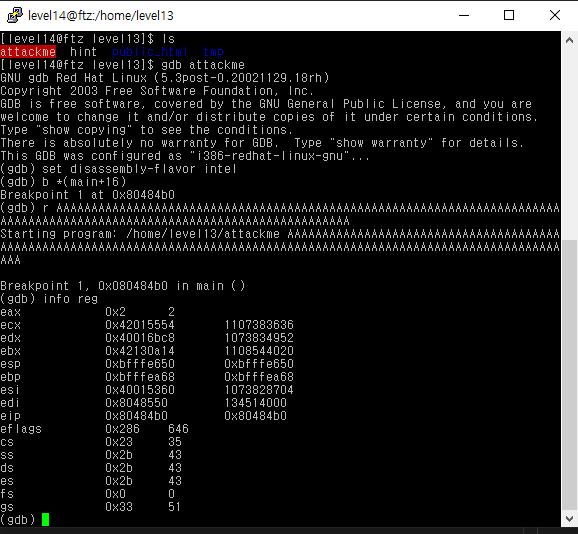 level14@ftz:/home/level13
[level14@ftz level13]$ ls
attackme  hint  public_html  tmp
[level14@ftz level13]$ gdb attackme
GNU gdb Red Hat Linux (5.3post-0.20021129.18rh)
Copyright 2003 Free Software Foundation, Inc.
GDB is free software, covered by the GNU General Public License, and you are
welcome to change it and/or distribute copies of it under certain conditions.
Type "show copying" to see the conditions.
There is absolutely no warranty for GDB.  Type "show warranty" for details.
This GDB was configured as "i386-redhat-linux-gnu"...
(gdb) set disassembly-flavor intel
(gdb) b *(main+16)
Breakpoint 1 at 0x80484b0
(gdb) r AAAAAAAAAAAAAAAAAAAAAAAAAAAAAAAAAAAAAAAAAAAAAAAAAAAAAAAAAAAAAAAAAAAAAAAA
AAAAAAAAAAAAAAAAAAAAAAAAAAAAAAAAAAAAAAAAAAAAAAAAAA
Starting program: /home/level13/attackme AAAAAAAAAAAAAAAAAAAAAAAAAAAAAAAAAAAAAAA
AAAAAAAAAAAAAAAAAAAAAAAAAAAAAAAAAAAAAAAAAAAAAAAAAAAAAAAAAAAAAAAAAAAAAAAAAAAAAAAA
AAA
Breakpoint 1, 0x080484b0 in main ()
(gdb) info reg
eax            0x2      2
ecx            0x42015554       1107383636
edx            0x40016bc8       1073834952
ebx            0x42130a14       1108544020
esp            0xbfffe650       0xbfffe650
ebp            0xbfffea68       0xbfffea68
esi            0x40015360       1073828704
edi            0x8048550        134514000
eip            0x80484b0        0x80484b0
eflags         0x286    646
cs             0x23     35
ss             0x2b     43
ds             0x2b     43
es             0x2b     43
fs             0x0      0
gs             0x33     51
(gdb)